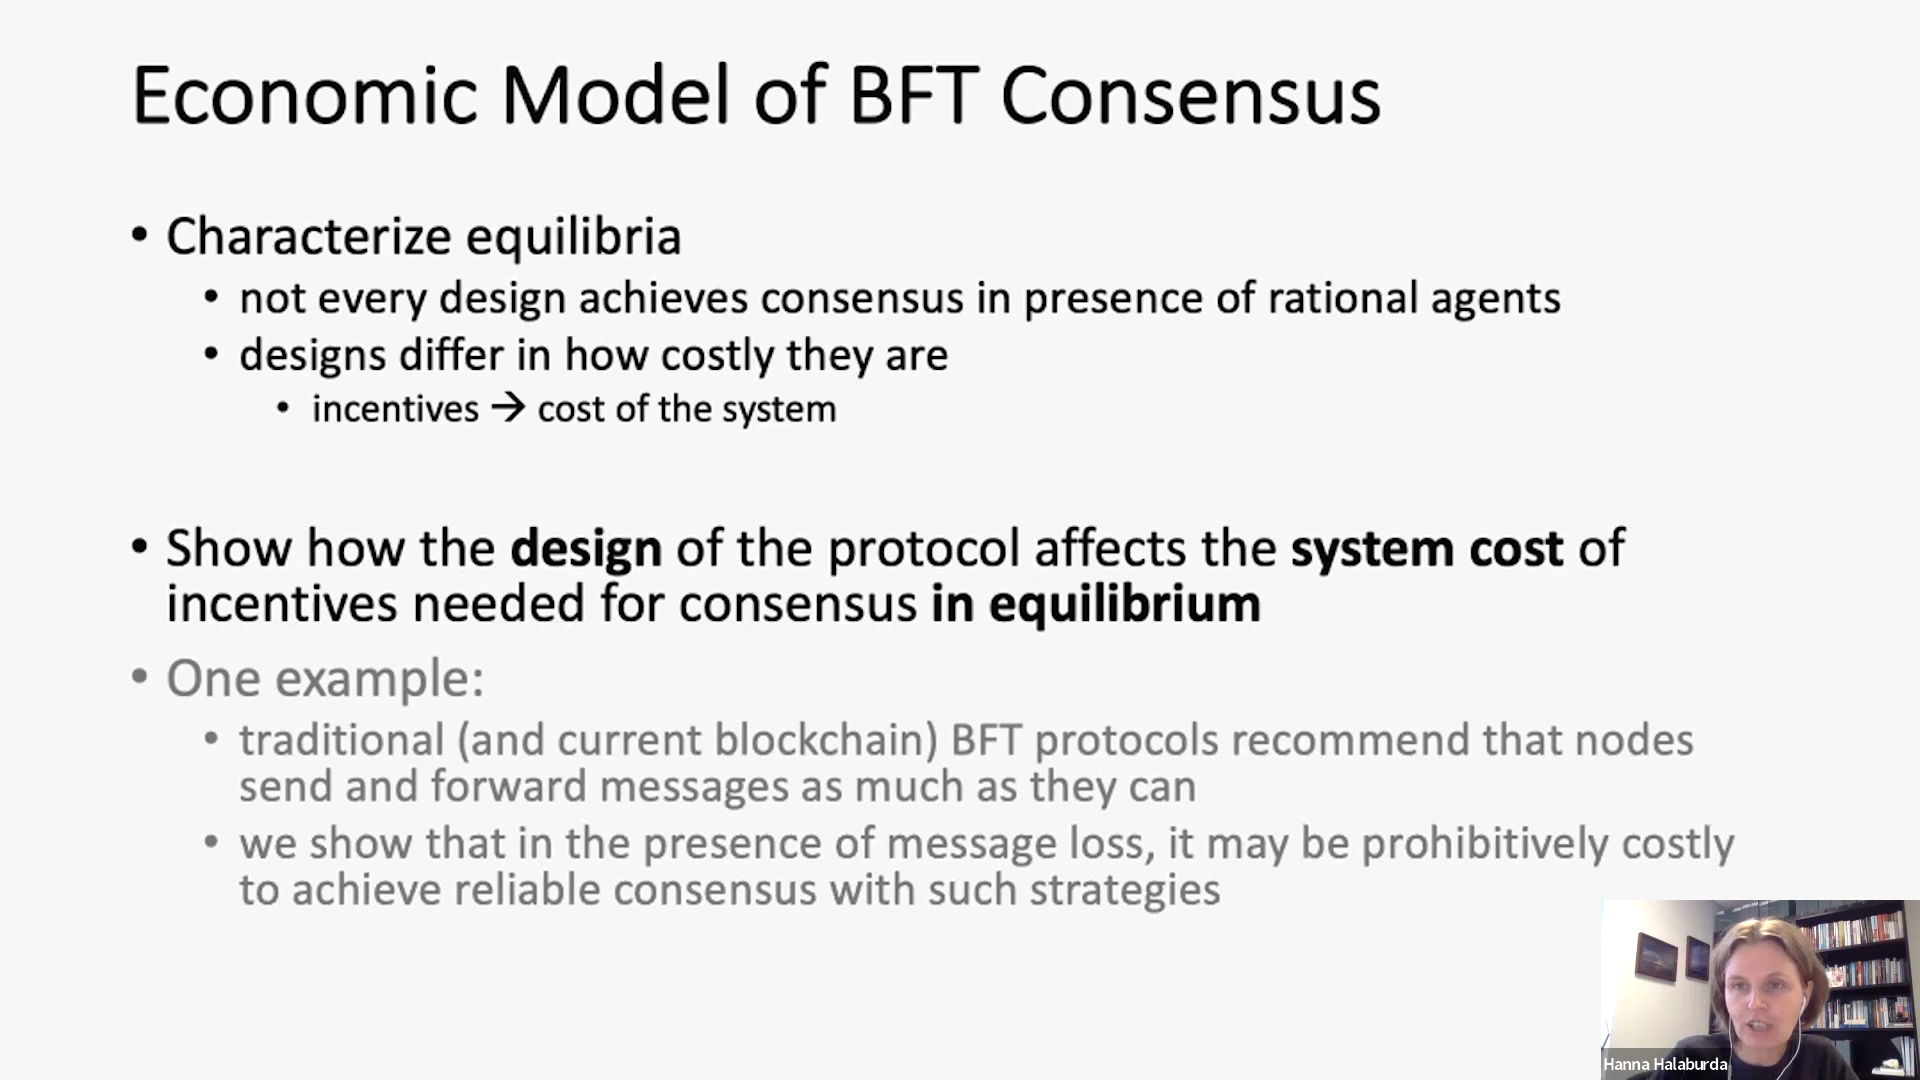 Economic Model of BFT Consensus
• Characterize equilibria
• not every design achieves consensus in presence of rational agents
• designs differ in how costly they are
• incentives → cost of the system
• Show how the design of the protocol affects the system cost of
incentives needed for consensus in equilibrium
• One example:
• traditional (and current blockchain) BFT protocols recommend that nodes
send and forward messages as much as they can
• we show that in the presence of message loss, it may be prohibitively costly
to achieve reliable consensus with such strategies
Hanna Halaburda